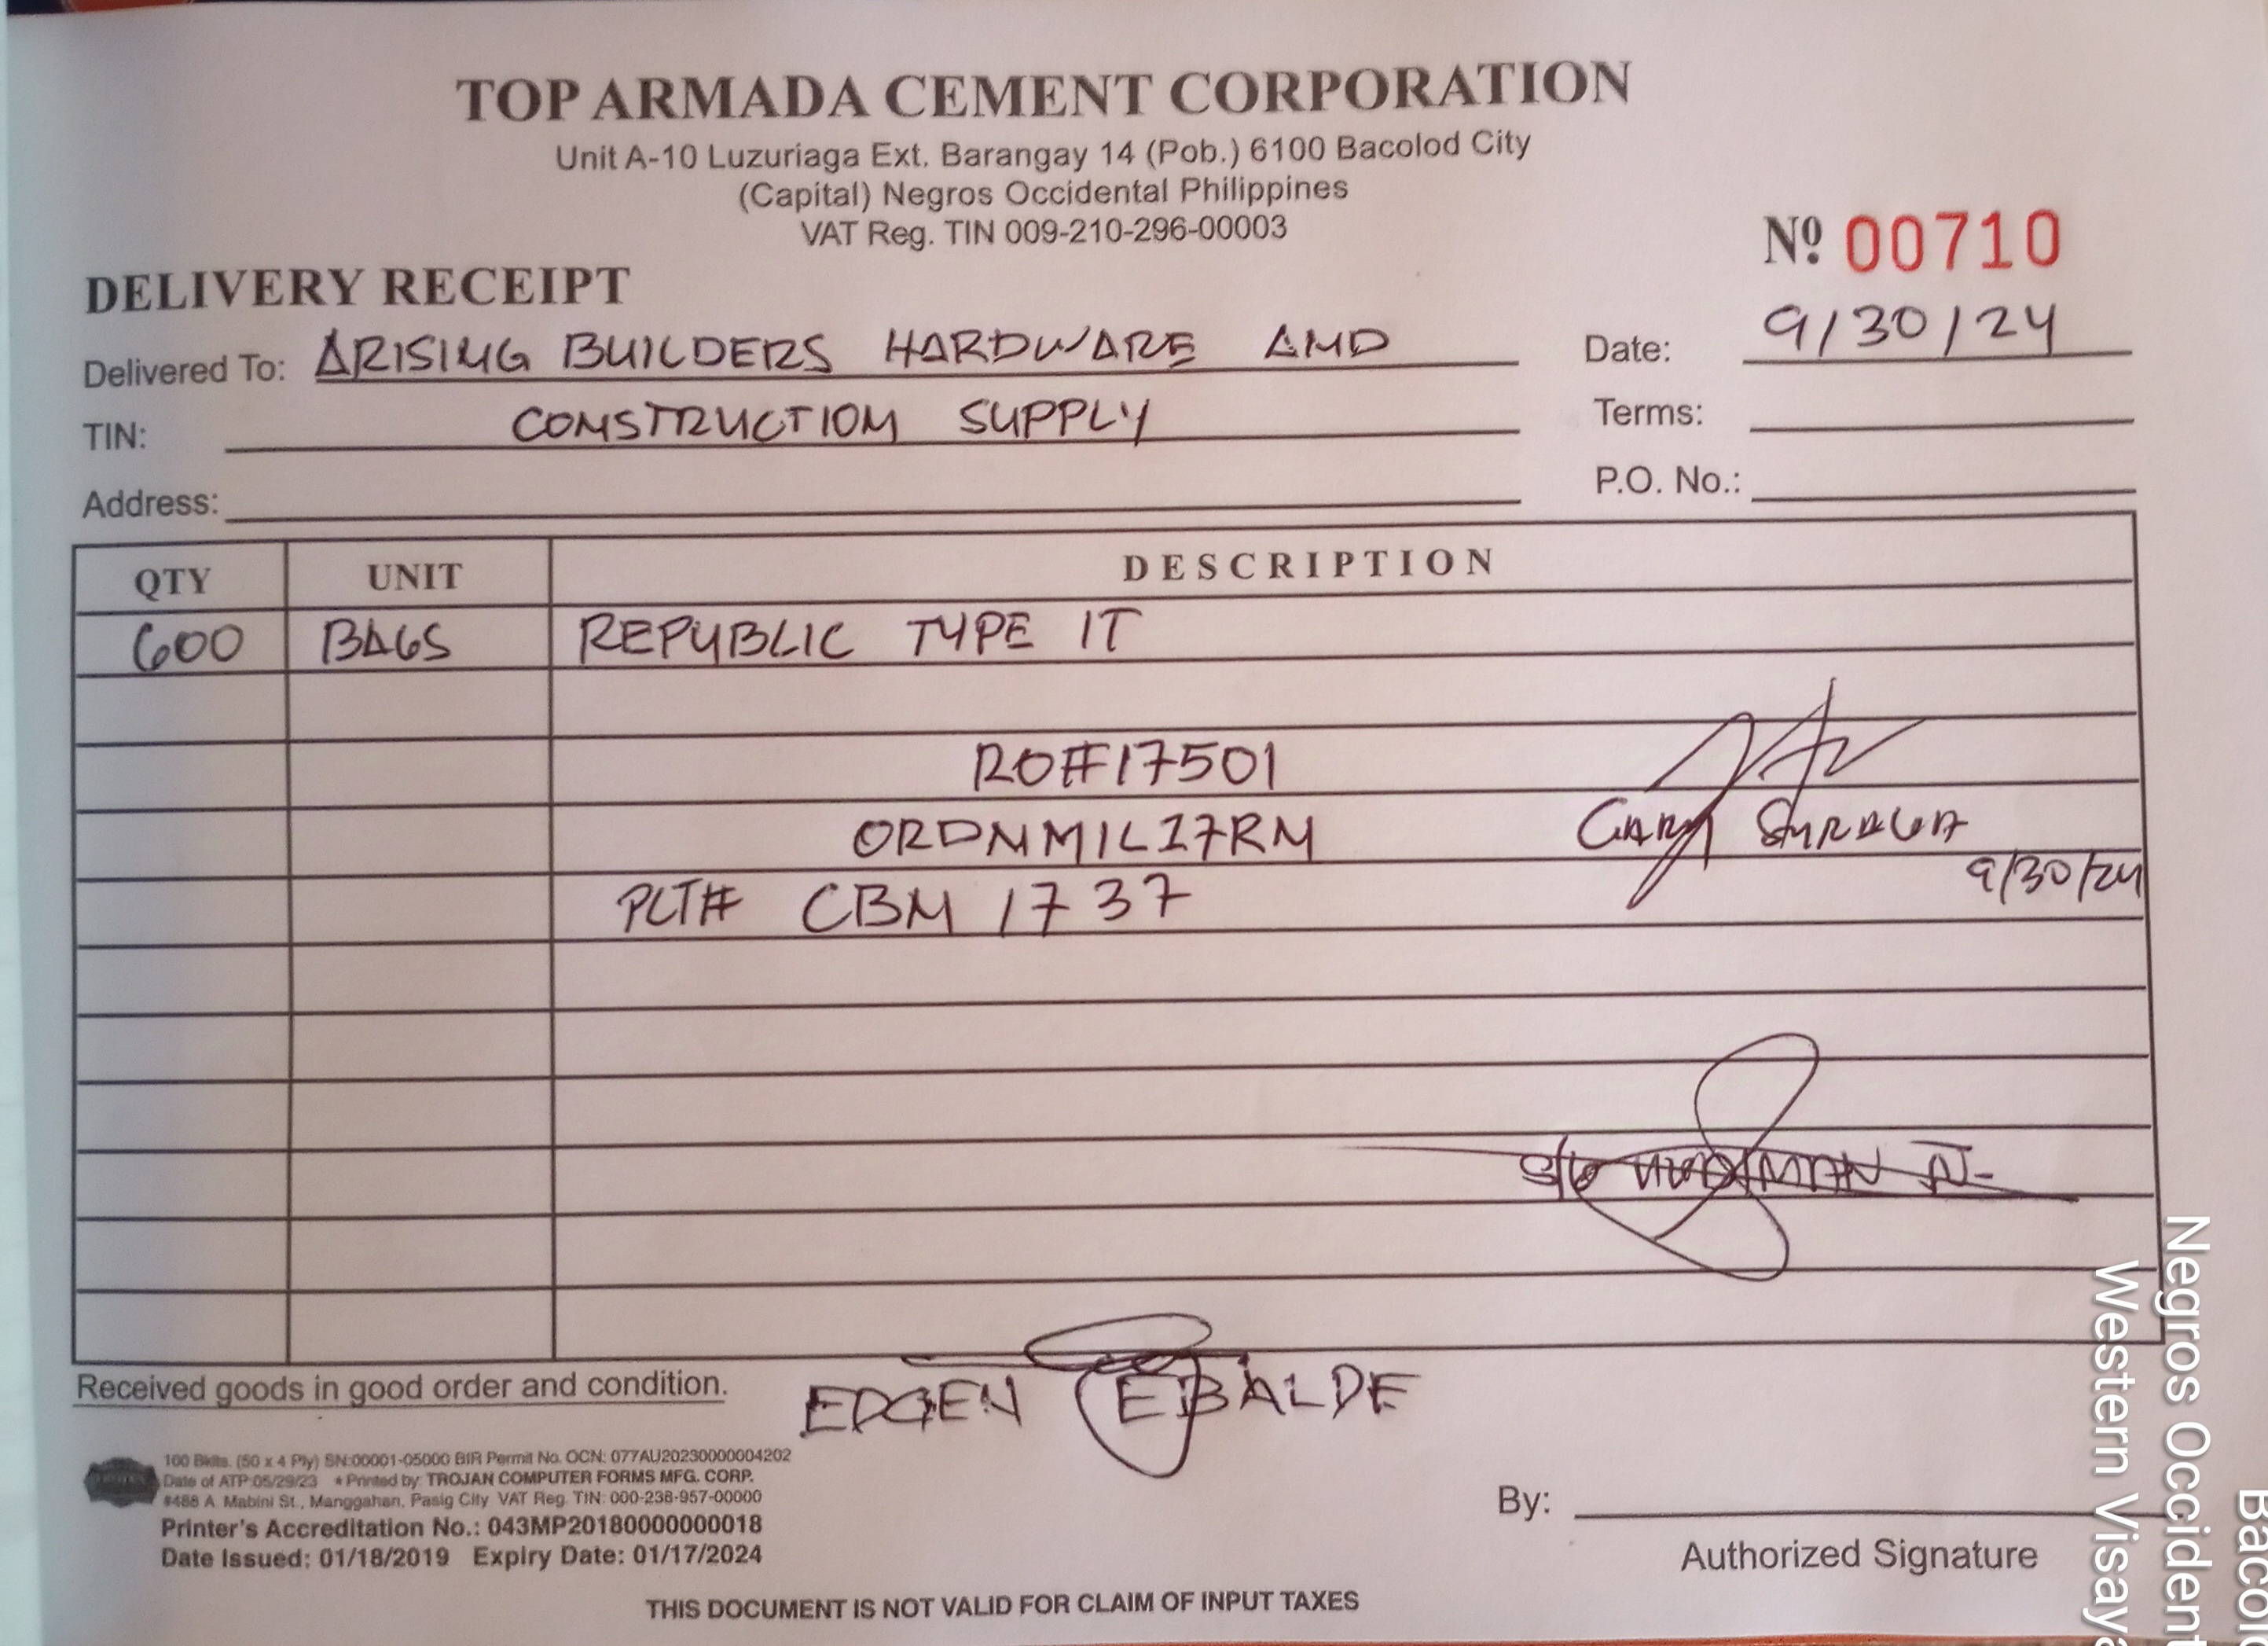 TOP ARMADA CEMENT CORPORATION
Unit A-10 Luzuriaga Ext. Barangay 14 (Pob.) 6100 Bacolod City
(Capital) Negros Occidental Philippines
VAT Reg. TIN 009-210-296-00003
Nº 00710
DELIVERY RECEIPT
Delivered To: ARISING BUILDERS HARDWARE AND
Date: 9/30/24
TIN: CONSTRUCTION SUPPLY
Terms:
Address:
P.O. No.:
QTY UNIT DESCRIPTION
600 BAGS REPUBLIC TYPE 1T
RO#17501
ORDNMIL17RM
GARY
9/30/24
PLT# CBM 1737
S/G
Received goods in good order and condition.
EDGEN EBALDE
100 Bklts. (50 x 4 Ply) SN:00001-05000 BIR Permit No. OCN: 077AU20230000004202
Date of ATP:05/29/23 * Printed by: TROJAN COMPUTER FORMS MFG. CORP.
#488 A. Mabini St., Manggahan, Pasig City VAT Reg. TIN: 000-238-957-00000
Printer's Accreditation No.: 043MP20180000000018
Date Issued: 01/18/2019 Expiry Date: 01/17/2024
By:
Authorized Signature
THIS DOCUMENT IS NOT VALID FOR CLAIM OF INPUT TAXES
Baco
Negros Occident
Western Visaya